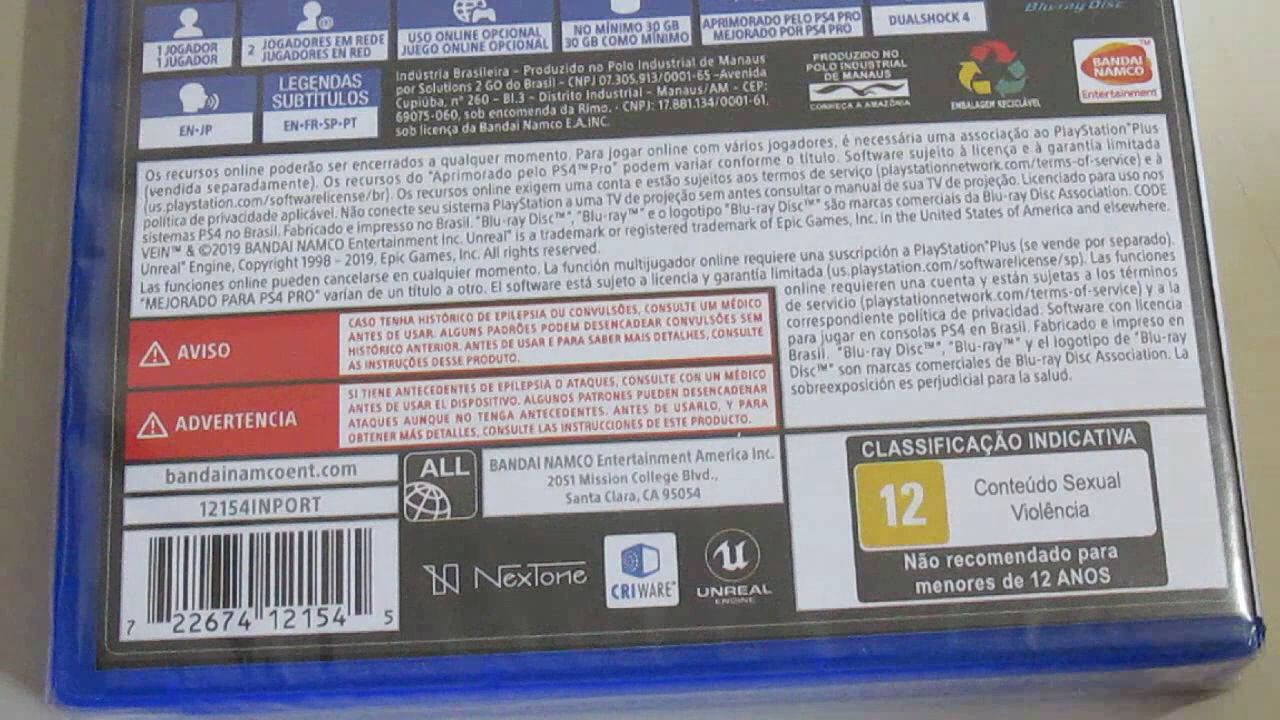 Blu-ray Disc
1 JOGADOR
1 JUGADOR
2 JOGADORES EM REDE
JUGADORES EN RED
USO ONLINE OPCIONAL
JUEGO ONLINE OPCIONAL
NO MÍNIMO 30 GB
30 GB COMO MÍNIMO
APRIMORADO PELO PS4 PRO
MEJORADO POR PS4 PRO
DUALSHOCK 4
EN•JP
LEGENDAS
SUBTÍTULOS
EN•FR•SP•PT
Indústria Brasileira - Produzido no Polo Industrial de Manaus
por Solutions 2 GO do Brasil - CNPJ 07.305.913/0001-65 -Avenida
Cupiúba, nº 260 - Bl.3 - Distrito Industrial - Manaus/AM - CEP:
69075-060, sob encomenda da Rimo. · CNPJ: 17.881.134/0001-61,
sob licença da Bandai Namco E.A.INC.
PRODUZIDO NO
POLO INDUSTRIAL
DE MANAUS
CONHEÇA A AMAZÔNIA
EMBALAGEM RECICLÁVEL
BANDAI
NAMCO
Entertainment
Os recursos online poderão ser encerrados a qualquer momento. Para jogar online com vários jogadores, é necessária uma associação ao PlayStation®Plus
(vendida separadamente). Os recursos do "Aprimorado pelo PS4™Pro" podem variar conforme o título. Software sujeito à licença e à garantia limitada
(us.playstation.com/softwarelicense/br). Os recursos online exigem uma conta e estão sujeitos aos termos de serviço (playstationnetwork.com/terms-of-service) e à
política de privacidade aplicável. Não conecte seu sistema PlayStation a uma TV de projeção sem antes consultar o manual de sua TV de projeção. Licenciado para uso nos
sistemas PS4 no Brasil. Fabricado e impresso no Brasil. "Blu-ray Disc™", "Blu-ray™" e o logotipo "Blu-ray Disc™" são marcas comerciais da Blu-ray Disc Association. CODE
VEIN™ & ©2019 BANDAI NAMCO Entertainment Inc. Unreal® is a trademark or registered trademark of Epic Games, Inc. in the United States of America and elsewhere.
Unreal® Engine, Copyright 1998 - 2019, Epic Games, Inc. All rights reserved.
Las funciones online pueden cancelarse en cualquier momento. La función multijugador online requiere una suscripción a PlayStation®Plus (se vende por separado).
"MEJORADO PARA PS4 PRO" varían de un título a otro. El software está sujeto a licencia y garantía limitada (us.playstation.com/softwarelicense/sp). Las funciones
online requieren una cuenta y están sujetas a los términos
de servicio (playstationnetwork.com/terms-of-service) y a la
correspondiente política de privacidad. Software con licencia
para jugar en consolas PS4 en Brasil. Fabricado e impreso en
Brasil. "Blu-ray Disc™", "Blu-ray™" y el logotipo de "Blu-ray
Disc™" son marcas comerciales de Blu-ray Disc Association. La
sobreexposición es perjudicial para la salud.
AVISO
CASO TENHA HISTÓRICO DE EPILEPSIA OU CONVULSÕES, CONSULTE UM MÉDICO
ANTES DE USAR. ALGUNS PADRÕES PODEM DESENCADEAR CONVULSÕES SEM
HISTÓRICO ANTERIOR. ANTES DE USAR E PARA SABER MAIS DETALHES, CONSULTE
AS INSTRUÇÕES DESSE PRODUTO.
ADVERTENCIA
SI TIENE ANTECEDENTES DE EPILEPSIA O ATAQUES, CONSULTE CON UN MÉDICO
ANTES DE USAR EL DISPOSITIVO. ALGUNOS PATRONES PUEDEN DESENCADENAR
ATAQUES AUNQUE NO TENGA ANTECEDENTES. ANTES DE USARLO, Y PARA
OBTENER MÁS DETALLES, CONSULTE LAS INSTRUCCIONES DE ESTE PRODUCTO.
bandainamcoent.com
12154INPORT
ALL
BANDAI NAMCO Entertainment America Inc.
2051 Mission College Blvd.,
Santa Clara, CA 95054
7 22674 12154 5
NexTone
CRIWARE™
UNREAL
ENGINE
CLASSIFICAÇÃO INDICATIVA
12
Conteúdo Sexual
Violência
Não recomendado para
menores de 12 ANOS